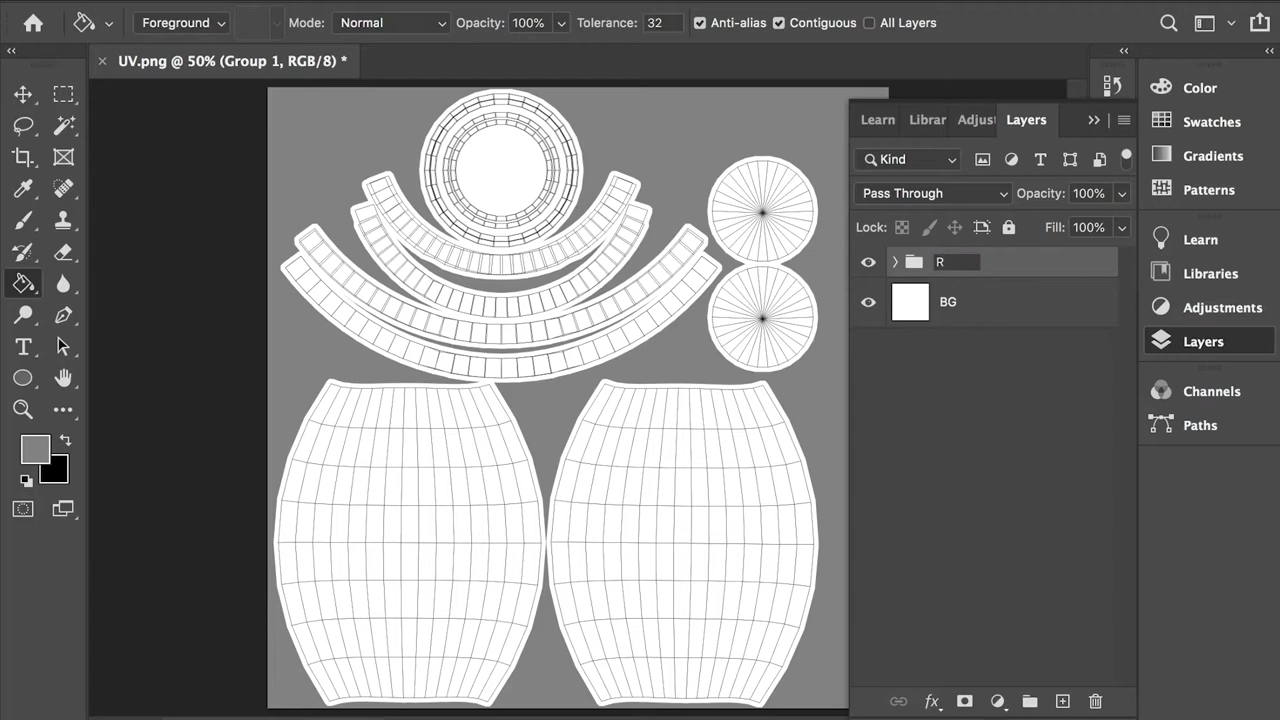 Foreground Mode: Normal Opacity: 100% Tolerance: 32 Anti-alias Contiguous All Layers
UV.png @ 50% (Group 1, RGB/8) *
Learn Librar Adjust Layers
Kind
Pass Through Opacity: 100%
Lock: Fill: 100%
R
BG
Color
Swatches
Gradients
Patterns
Learn
Libraries
Adjustments
Layers
Channels
Paths